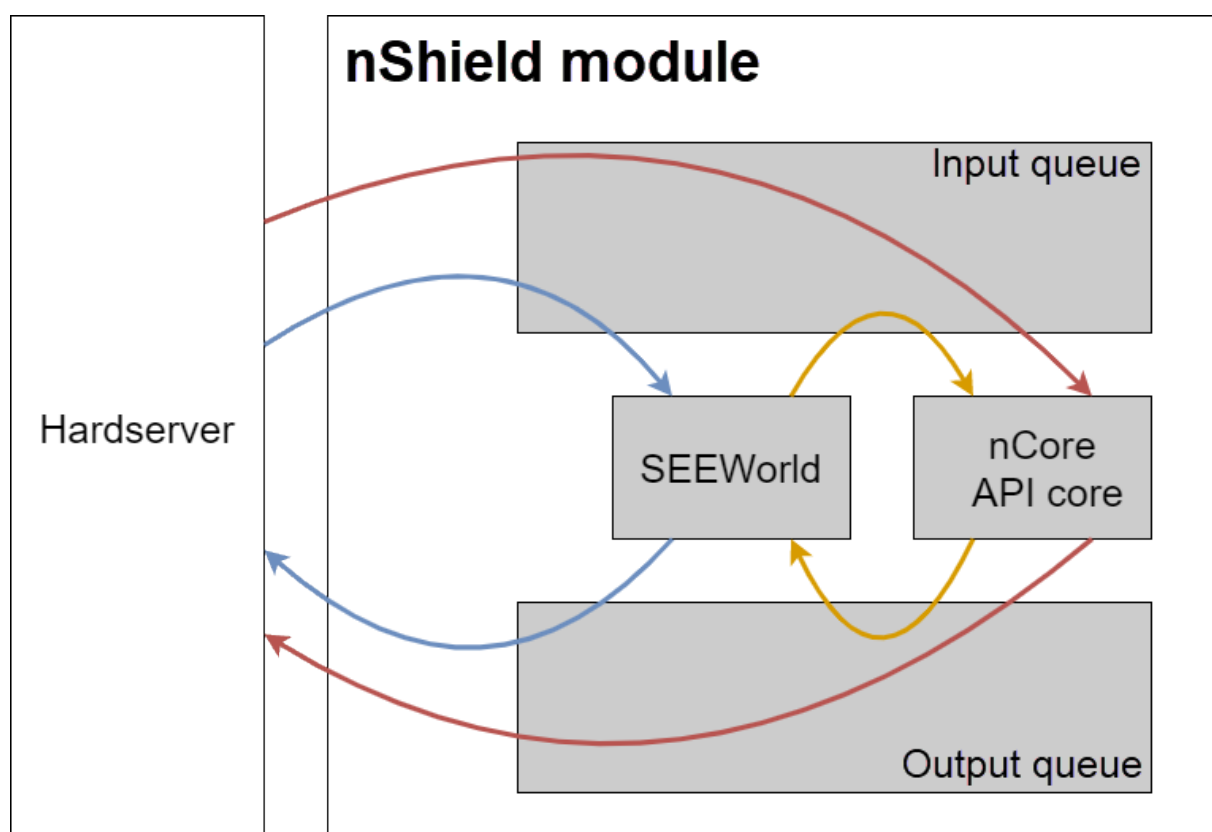 nShield module
Input queue
Hardserver
SEEWorld
nCore
API core
Output queue